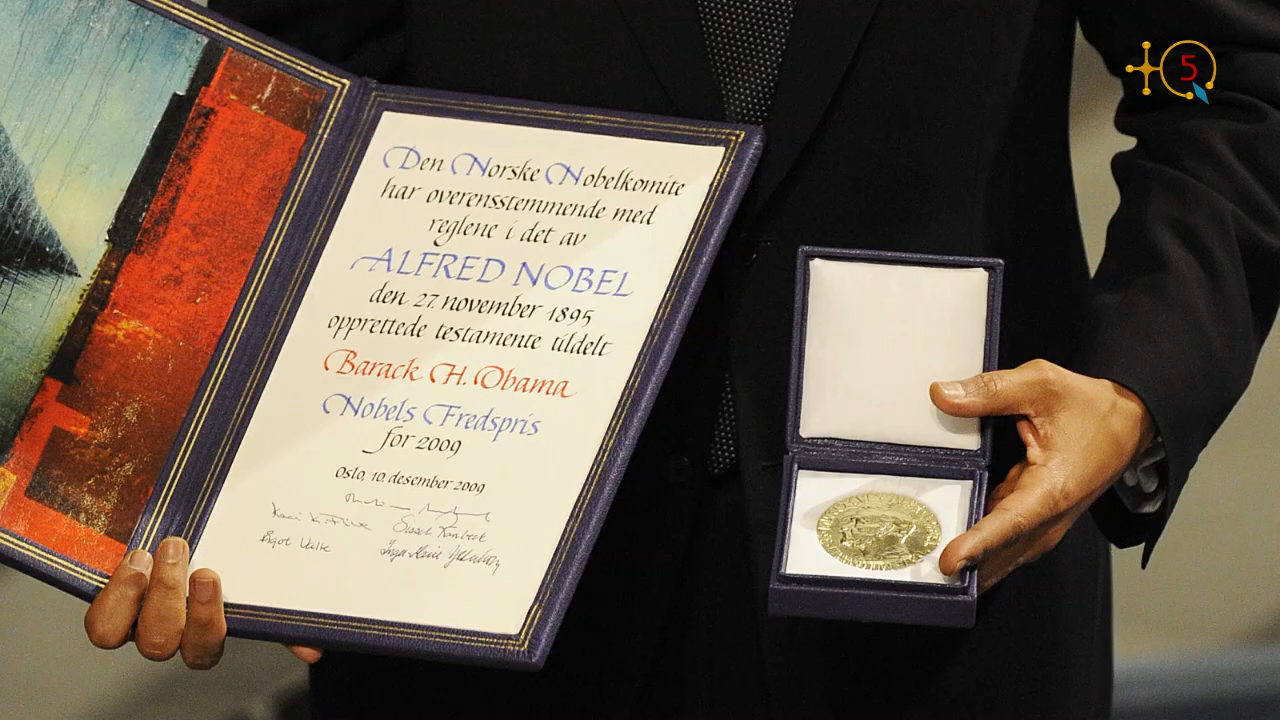 5
Den Norske Nobelkomite
har overensstemmende med
reglene i det av
ALFRED NOBEL
den 27. november 1895
opprettede testamente tildelt
Barack H. Obama
Nobels Fredspris
for 2009
Oslo, 10. desember 2009